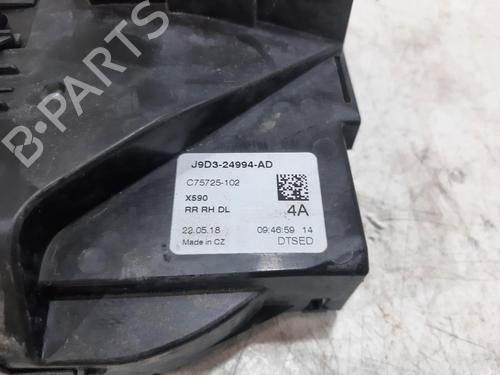 B-PARTS
J9D3-24994-AD
C75725-102
X590
RR RH DL 4A
22.05.18 09:46:59 14
Made in CZ DTSED